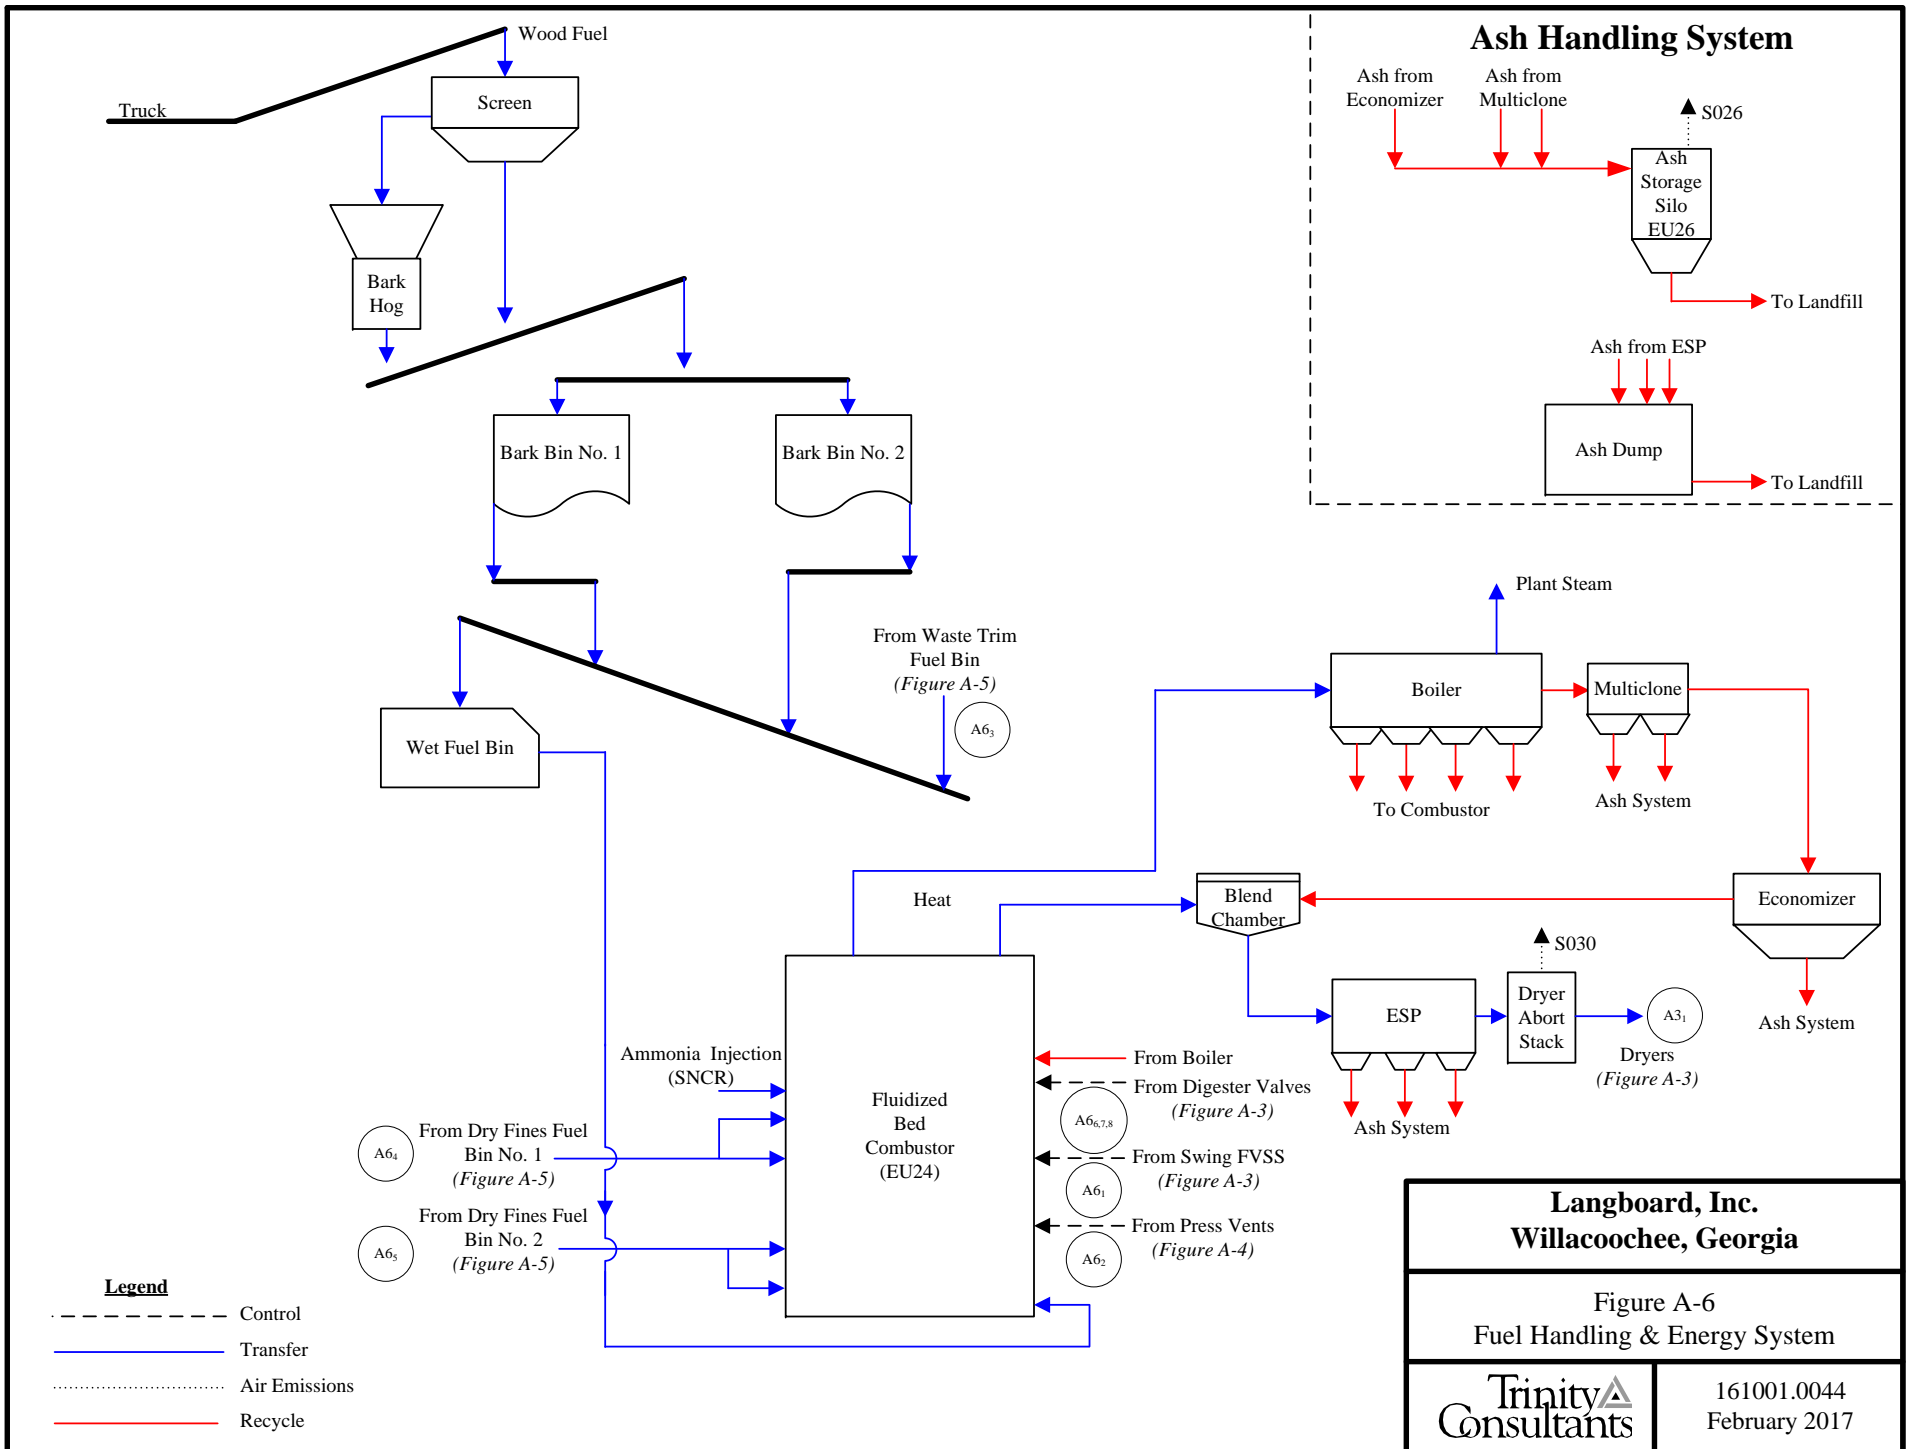 Wood Fuel
Truck
Screen
Bark
Hog
Bark Bin No. 1
Bark Bin No. 2
From Waste Trim
Fuel Bin
(Figure A-5)
A6₃
Wet Fuel Bin
Ash Handling System
Ash from
Economizer
Ash from
Multiclone
S026
Ash
Storage
Silo
EU26
To Landfill
Ash from ESP
Ash Dump
To Landfill
Plant Steam
Boiler
Multiclone
To Combustor
Ash System
Heat
Blend
Chamber
Economizer
S030
ESP
Dryer
Abort
Stack
A3₁
Dryers
(Figure A-3)
Ash System
Ash System
Ammonia Injection
(SNCR)
Fluidized
Bed
Combustor
(EU24)
From Boiler
From Digester Valves
(Figure A-3)
A6₆,₇,₈
From Swing FVSS
(Figure A-3)
A6₁
From Press Vents
(Figure A-4)
A6₂
A6₄
From Dry Fines Fuel
Bin No. 1
(Figure A-5)
A6₅
From Dry Fines Fuel
Bin No. 2
(Figure A-5)
Legend
Control
Transfer
Air Emissions
Recycle
Langboard, Inc.
Willacoochee, Georgia
Figure A-6
Fuel Handling & Energy System
Trinity
Consultants
161001.0044
February 2017